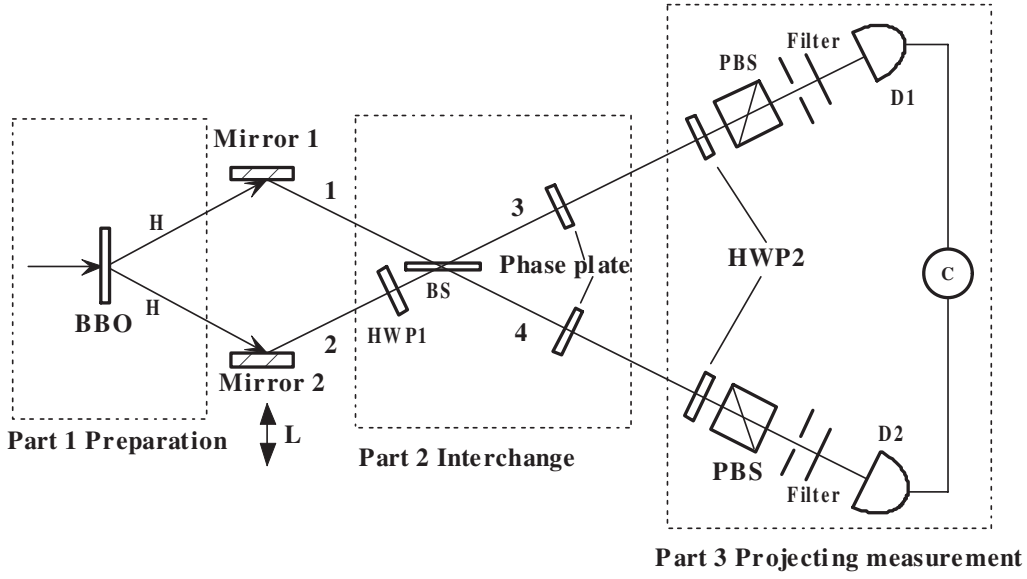 Filter
PBS
D1
Mirror 1
1
H
3
Phase plate
HWP2
C
BS
BBO
H
HWP1
4
2
Mirror 2
L
Part 1 Preparation
Part 2 Interchange
D2
PBS
Filter
Part 3 Projecting measurement